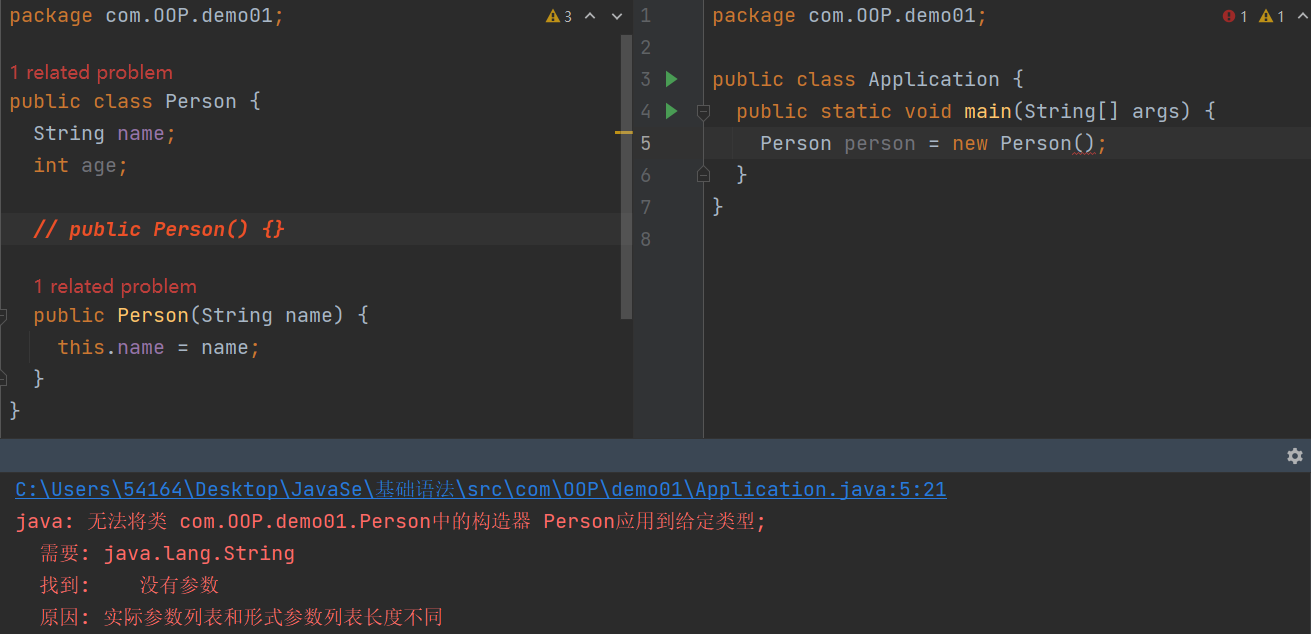 package com.OOP.demo01;
3
1 related problem
public class Person {
String name;
int age;
// public Person() {}
1 related problem
public Person(String name) {
this.name = name;
}
}
1 package com.OOP.demo01;
1 1
2
3 public class Application {
4 public static void main(String[] args) {
5 Person person = new Person();
6 }
7 }
8
C:\Users\54164\Desktop\JavaSe\基础语法\src\com\OOP\demo01\Application.java:5:21
java: 无法将类 com.OOP.demo01.Person中的构造器 Person应用到给定类型;
需要: java.lang.String
找到: 没有参数
原因: 实际参数列表和形式参数列表长度不同